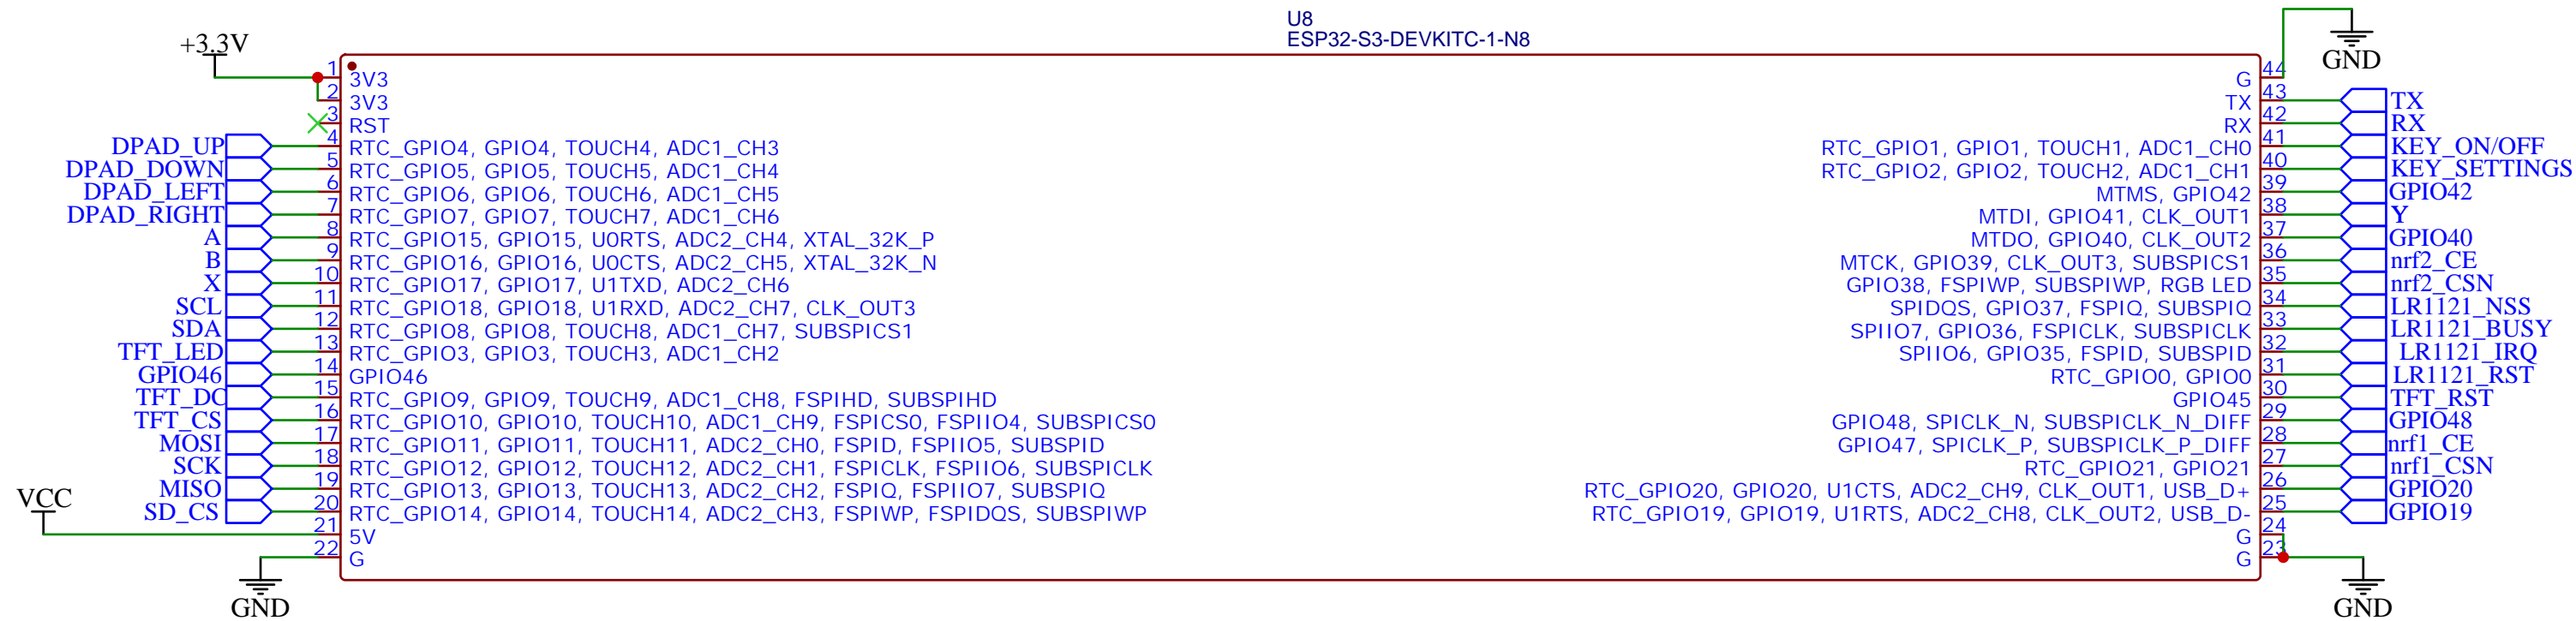 U8
ESP32-S3-DEVKITC-1-N8
+3.3V
1 3V3
2 3V3
3 RST
DPAD_UP 4 RTC_GPIO4, GPIO4, TOUCH4, ADC1_CH3
DPAD_DOWN 5 RTC_GPIO5, GPIO5, TOUCH5, ADC1_CH4
DPAD_LEFT 6 RTC_GPIO6, GPIO6, TOUCH6, ADC1_CH5
DPAD_RIGHT 7 RTC_GPIO7, GPIO7, TOUCH7, ADC1_CH6
A 8 RTC_GPIO15, GPIO15, U0RTS, ADC2_CH4, XTAL_32K_P
B 9 RTC_GPIO16, GPIO16, U0CTS, ADC2_CH5, XTAL_32K_N
X 10 RTC_GPIO17, GPIO17, U1TXD, ADC2_CH6
SCL 11 RTC_GPIO18, GPIO18, U1RXD, ADC2_CH7, CLK_OUT3
SDA 12 RTC_GPIO8, GPIO8, TOUCH8, ADC1_CH7, SUBSPICS1
TFT_LED 13 RTC_GPIO3, GPIO3, TOUCH3, ADC1_CH2
GPIO46 14 GPIO46
TFT_DC 15 RTC_GPIO9, GPIO9, TOUCH9, ADC1_CH8, FSPIHD, SUBSPIHD
TFT_CS 16 RTC_GPIO10, GPIO10, TOUCH10, ADC1_CH9, FSPICS0, FSPIIO4, SUBSPICS0
MOSI 17 RTC_GPIO11, GPIO11, TOUCH11, ADC2_CH0, FSPID, FSPIIO5, SUBSPID
SCK 18 RTC_GPIO12, GPIO12, TOUCH12, ADC2_CH1, FSPICLK, FSPIIO6, SUBSPICLK
MISO 19 RTC_GPIO13, GPIO13, TOUCH13, ADC2_CH2, FSPIQ, FSPIIO7, SUBSPIQ
SD_CS 20 RTC_GPIO14, GPIO14, TOUCH14, ADC2_CH3, FSPIWP, FSPIDQS, SUBSPIWP
VCC 21 5V
22 G
GND
GND
G 44
TX 43 TX
RX 42 RX
RTC_GPIO1, GPIO1, TOUCH1, ADC1_CH0 41 KEY_ON/OFF
RTC_GPIO2, GPIO2, TOUCH2, ADC1_CH1 40 KEY_SETTINGS
MTMS, GPIO42 39 GPIO42
MTDI, GPIO41, CLK_OUT1 38 Y
MTDO, GPIO40, CLK_OUT2 37 GPIO40
MTCK, GPIO39, CLK_OUT3, SUBSPICS1 36 nrf2_CE
GPIO38, FSPIWP, SUBSPIWP, RGB LED 35 nrf2_CSN
SPIDQS, GPIO37, FSPIQ, SUBSPIQ 34 LR1121_NSS
SPIIO7, GPIO36, FSPICLK, SUBSPICLK 33 LR1121_BUSY
SPIIO6, GPIO35, FSPID, SUBSPID 32 LR1121_IRQ
RTC_GPIO0, GPIO0 31 LR1121_RST
GPIO45 30 TFT_RST
GPIO48, SPICLK_N, SUBSPICLK_N_DIFF 29 GPIO48
GPIO47, SPICLK_P, SUBSPICLK_P_DIFF 28 nrf1_CE
RTC_GPIO21, GPIO21 27 nrf1_CSN
RTC_GPIO20, GPIO20, U1CTS, ADC2_CH9, CLK_OUT1, USB_D+ 26 GPIO20
RTC_GPIO19, GPIO19, U1RTS, ADC2_CH8, CLK_OUT2, USB_D- 25 GPIO19
G 24
G 23
GND